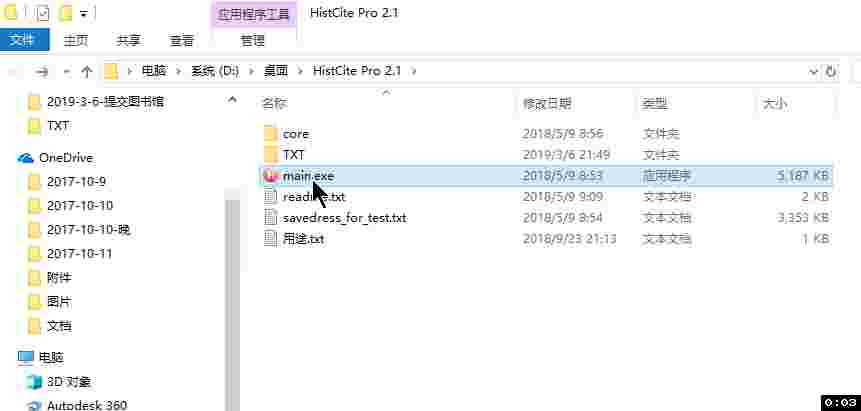 应用程序工具 HistCite Pro 2.1
文件 主页 共享 查看 管理
电脑 系统 (D:) 桌面 HistCite Pro 2.1
2019-3-6-提交图书馆
TXT
OneDrive
2017-10-9
2017-10-10
2017-10-10-晚
2017-10-11
附件
图片
文档
电脑
3D 对象
Autodesk 360
名称 修改日期 类型 大小
core 2018/5/9 8:56 文件夹
TXT 2019/3/6 21:49 文件夹
main.exe 2018/5/9 8:53 应用程序 5,187 KB
readme.txt 2018/5/9 9:09 文本文档 2 KB
savedress_for_test.txt 2018/5/9 8:54 文本文档 3,353 KB
用途.txt 2018/9/23 21:13 文本文档 1 KB
0:03